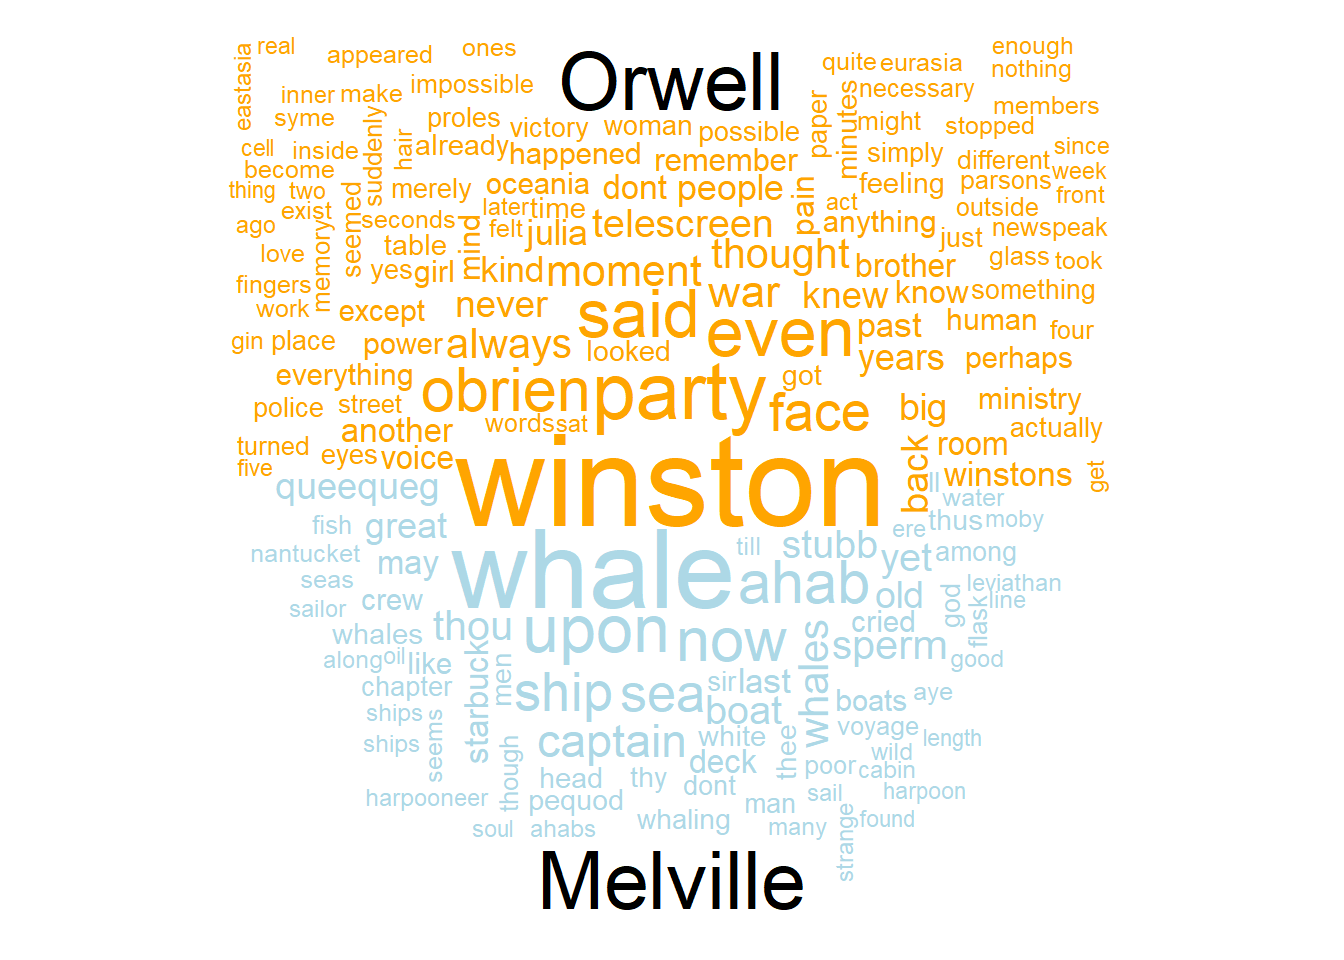 Orwell
real
appeared
ones
enough
eastasia
impossible
quite
eurasia
nothing
inner
make
necessary
members
syme
suddenly
hair
proles
victory
woman
possible
paper
minutes
might
stopped
cell
inside
already
happened
remember
simply
different
since
become
thing
two
seemed
merely
oceania
dont
people
pain
feeling
parsons
week
front
ago
exist
memory
seconds
later
time
felt
julia
telescreen
act
anything
outside
just
newspeak
love
table
mind
yes
girl
kind
moment
thought
brother
glass
took
fingers
work
except
never
said
war
knew
know
something
gin
place
power
always
looked
even
past
human
four
everything
obrien
party
got
years
perhaps
police
street
another
words
sat
face
big
ministry
actually
turned
five
eyes
voice
winston
back
room
winstons
get
queequeg
ll
water
fish
great
ere
thus
moby
nantucket
may
whale
till
stubb
yet
among
seas
ahab
old
leviathan
sailor
crew
god
line
whales
thou
upon
now
cried
flask
along
oil
like
starbuck
men
whales
sperm
good
chapter
ship
sea
sir
last
boats
aye
ships
seems
boat
voyage
ships
captain
white
thee
wild
length
though
head
thy
deck
poor
cabin
harpooneer
pequod
dont
man
sail
harpoon
soul
ahabs
whaling
many
strange
found
Melville